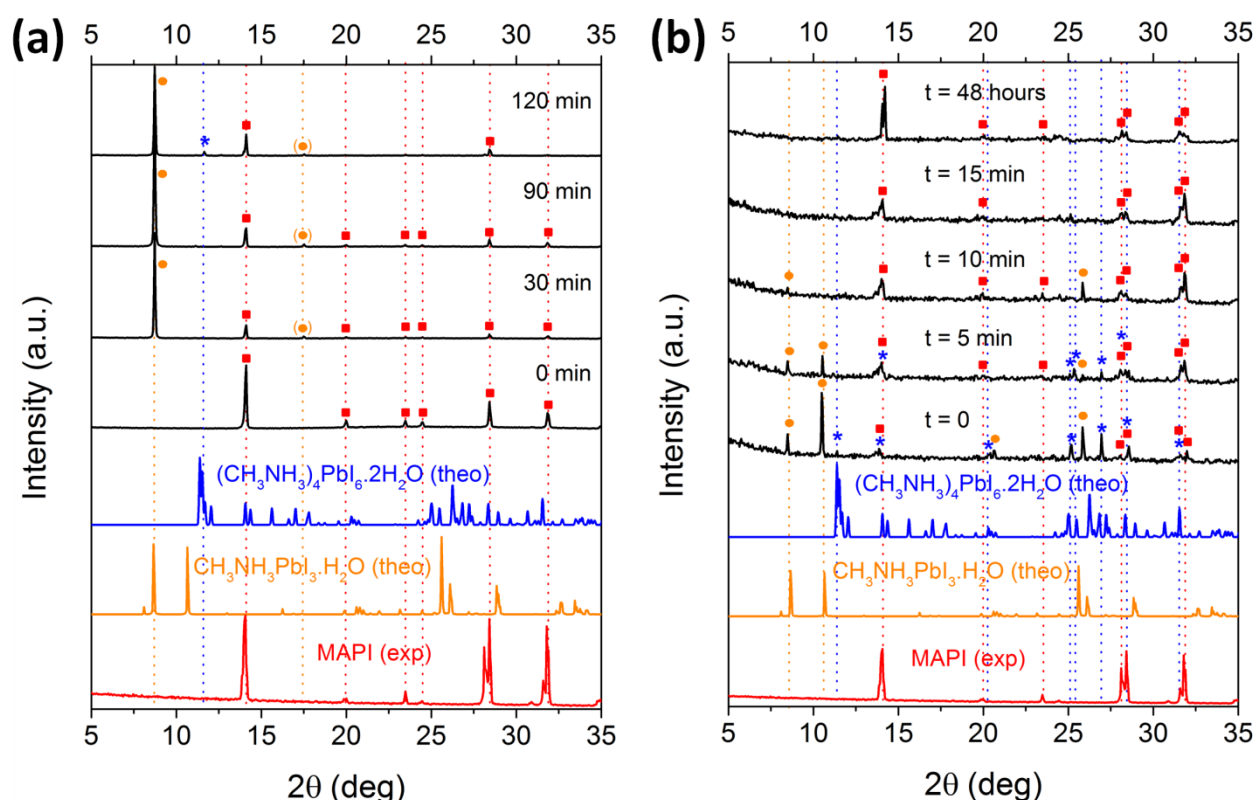 (a)
5 10 15 20 25 30 35
120 min
*
(●)
90 min
(●)
30 min
(●)
0 min
(CH₃NH₃)₄PbI₆.2H₂O (theo)
CH₃NH₃PbI₃.H₂O (theo)
MAPI (exp)
5 10 15 20 25 30 35
2θ (deg)
Intensity (a.u.)
(b)
5 10 15 20 25 30 35
t = 48 hours
t = 15 min
t = 10 min
t = 5 min
* * * * *
t = 0
* * * * * * *
(CH₃NH₃)₄PbI₆.2H₂O (theo)
CH₃NH₃PbI₃.H₂O (theo)
MAPI (exp)
5 10 15 20 25 30 35
2θ (deg)
Intensity (a.u.)